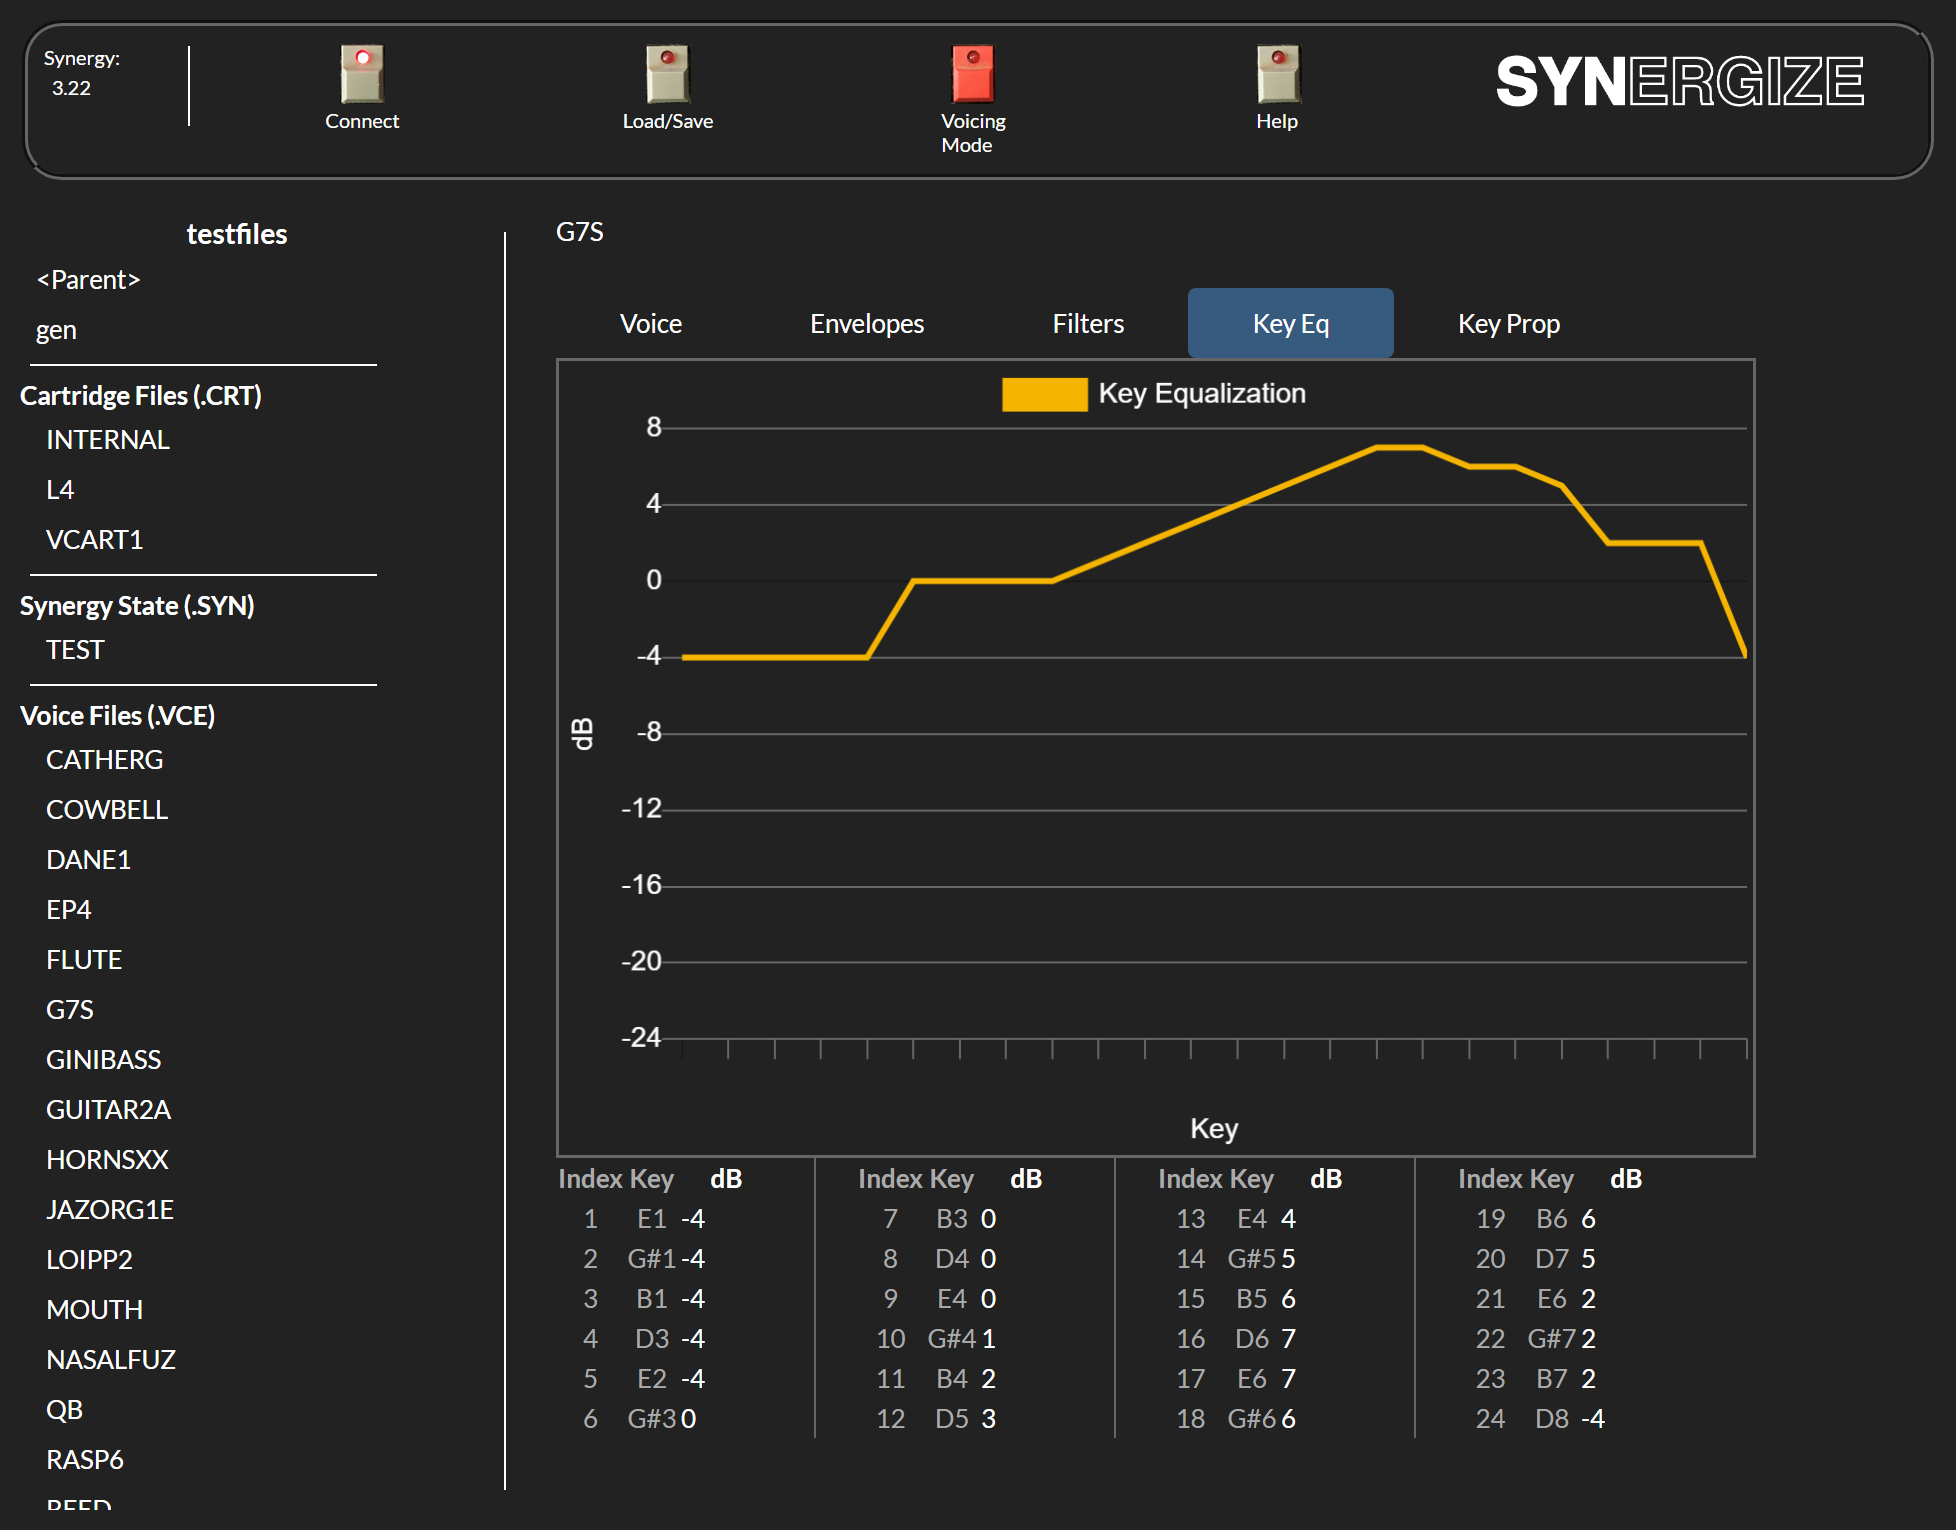 Synergy:
3.22
Connect
Load/Save
Voicing
Mode
Help
SYNERGIZE
testfiles
<Parent>
gen
Cartridge Files (.CRT)
INTERNAL
L4
VCART1
Synergy State (.SYN)
TEST
Voice Files (.VCE)
CATHERG
COWBELL
DANE1
EP4
FLUTE
G7S
GINIBASS
GUITAR2A
HORNSXX
JAZORG1E
LOIPP2
MOUTH
NASALFUZ
QB
RASP6
REED
G7S
Voice Envelopes Filters Key Eq Key Prop
Key Equalization
8
4
0
-4
-8
-12
-16
-20
-24
dB
Key
Index Key dB
1 E1 -4
2 G#1 -4
3 B1 -4
4 D3 -4
5 E2 -4
6 G#3 0
Index Key dB
7 B3 0
8 D4 0
9 E4 0
10 G#4 1
11 B4 2
12 D5 3
Index Key dB
13 E4 4
14 G#5 5
15 B5 6
16 D6 7
17 E6 7
18 G#6 6
Index Key dB
19 B6 6
20 D7 5
21 E6 2
22 G#7 2
23 B7 2
24 D8 -4